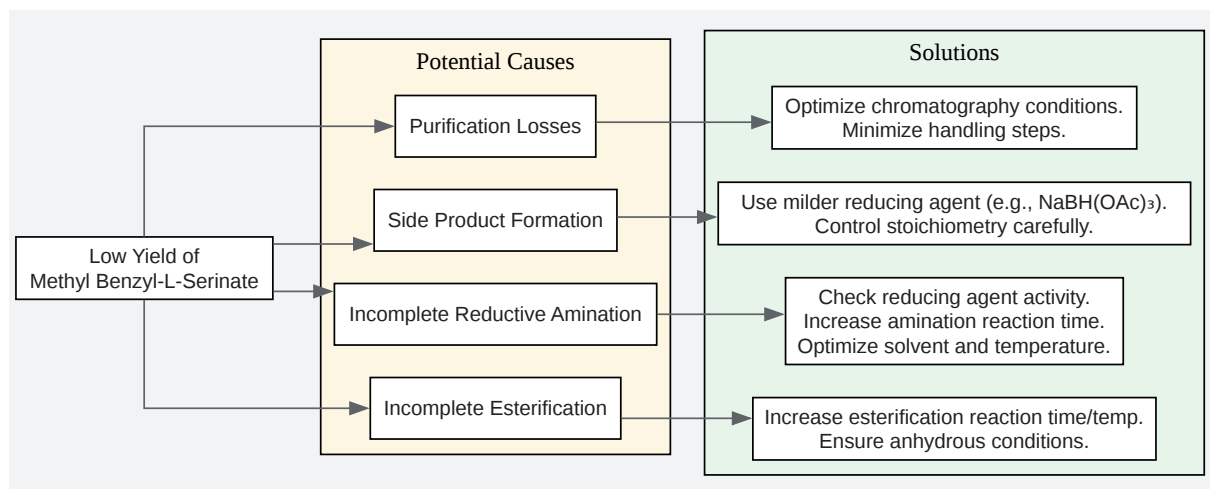 Potential Causes
Solutions
Purification Losses
Optimize chromatography conditions.
Minimize handling steps.
Side Product Formation
Use milder reducing agent (e.g., NaBH(OAc)₃).
Control stoichiometry carefully.
Low Yield of
Methyl Benzyl-L-Serinate
Incomplete Reductive Amination
Check reducing agent activity.
Increase amination reaction time.
Optimize solvent and temperature.
Incomplete Esterification
Increase esterification reaction time/temp.
Ensure anhydrous conditions.